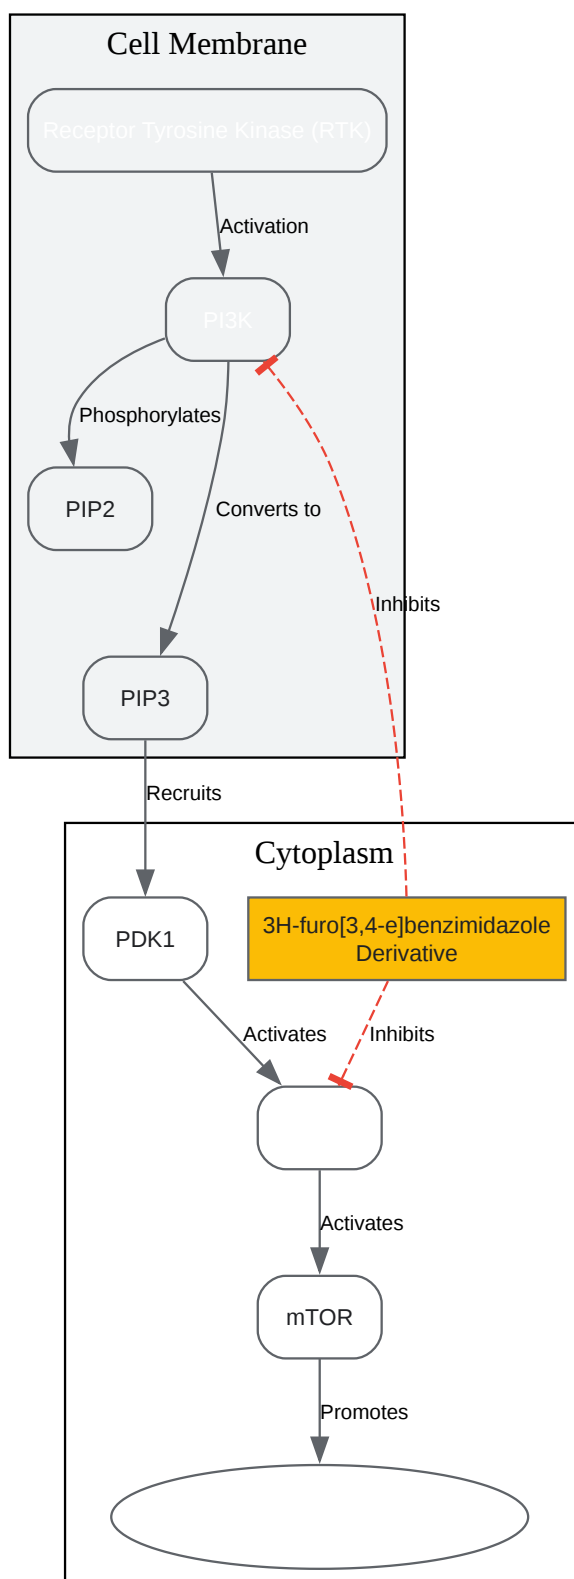 Cell Membrane
Receptor Tyrosine Kinase (RTK)
Activation
PI3K
Phosphorylates
PIP2
Converts to
Inhibits
PIP3
Recruits
Cytoplasm
PDK1
3H-furo[3,4-e]benzimidazole
Derivative
Activates
Inhibits
Activates
mTOR
Promotes